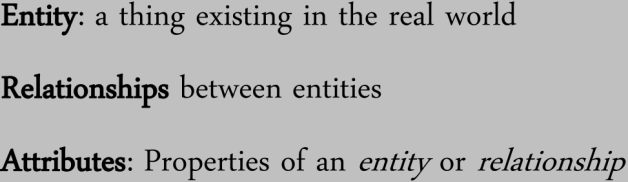 Entity: a thing existing in the real world
Relationships between entities
Attributes: Properties of an entity or relationship